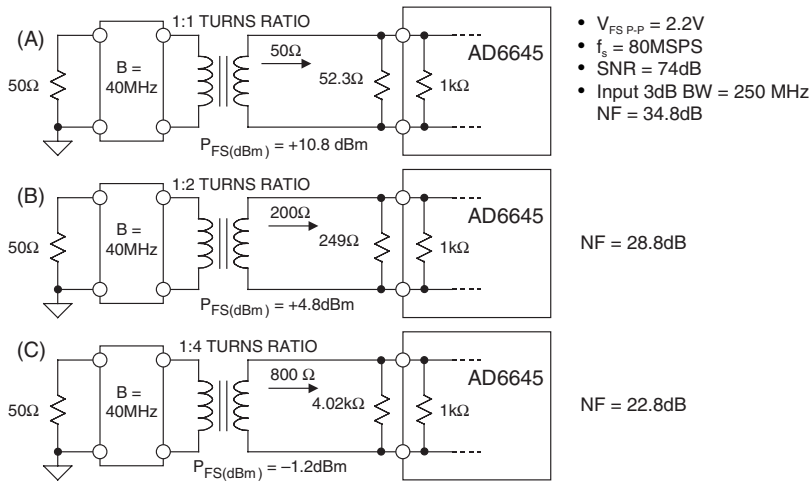 1:1 TURNS RATIO
(A)
50Ω
B =
40MHz
50Ω
52.3Ω
1kΩ
AD6645
P_FS(dBm) = +10.8 dBm
• V_FS P-P = 2.2V
• f_s = 80MSPS
• SNR = 74dB
• Input 3dB BW = 250 MHz
NF = 34.8dB
1:2 TURNS RATIO
(B)
50Ω
B =
40MHz
200Ω
249Ω
1kΩ
AD6645
P_FS(dBm) = +4.8dBm
NF = 28.8dB
1:4 TURNS RATIO
(C)
50Ω
B =
40MHz
800 Ω
4.02kΩ
1kΩ
AD6645
P_FS(dBm) = –1.2dBm
NF = 22.8dB